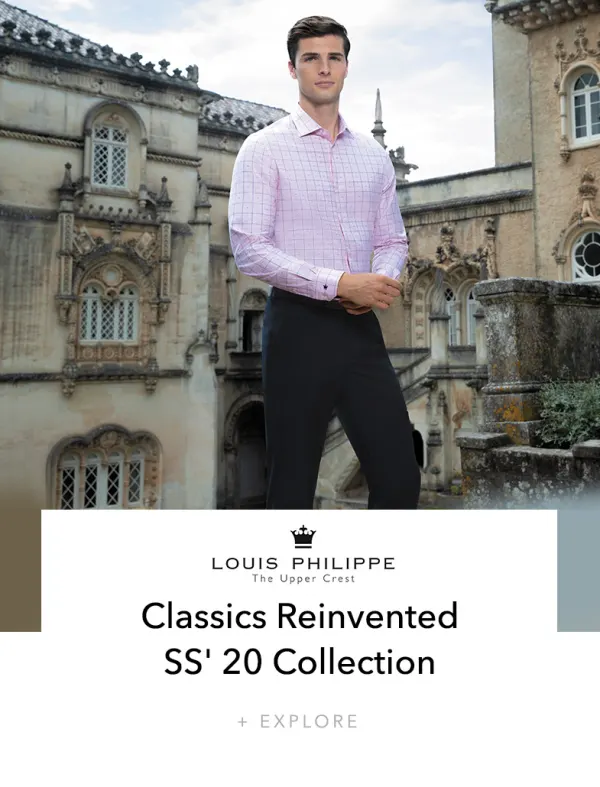 LOUIS PHILIPPE
The Upper Crest
Classics Reinvented
SS' 20 Collection
+ EXPLORE